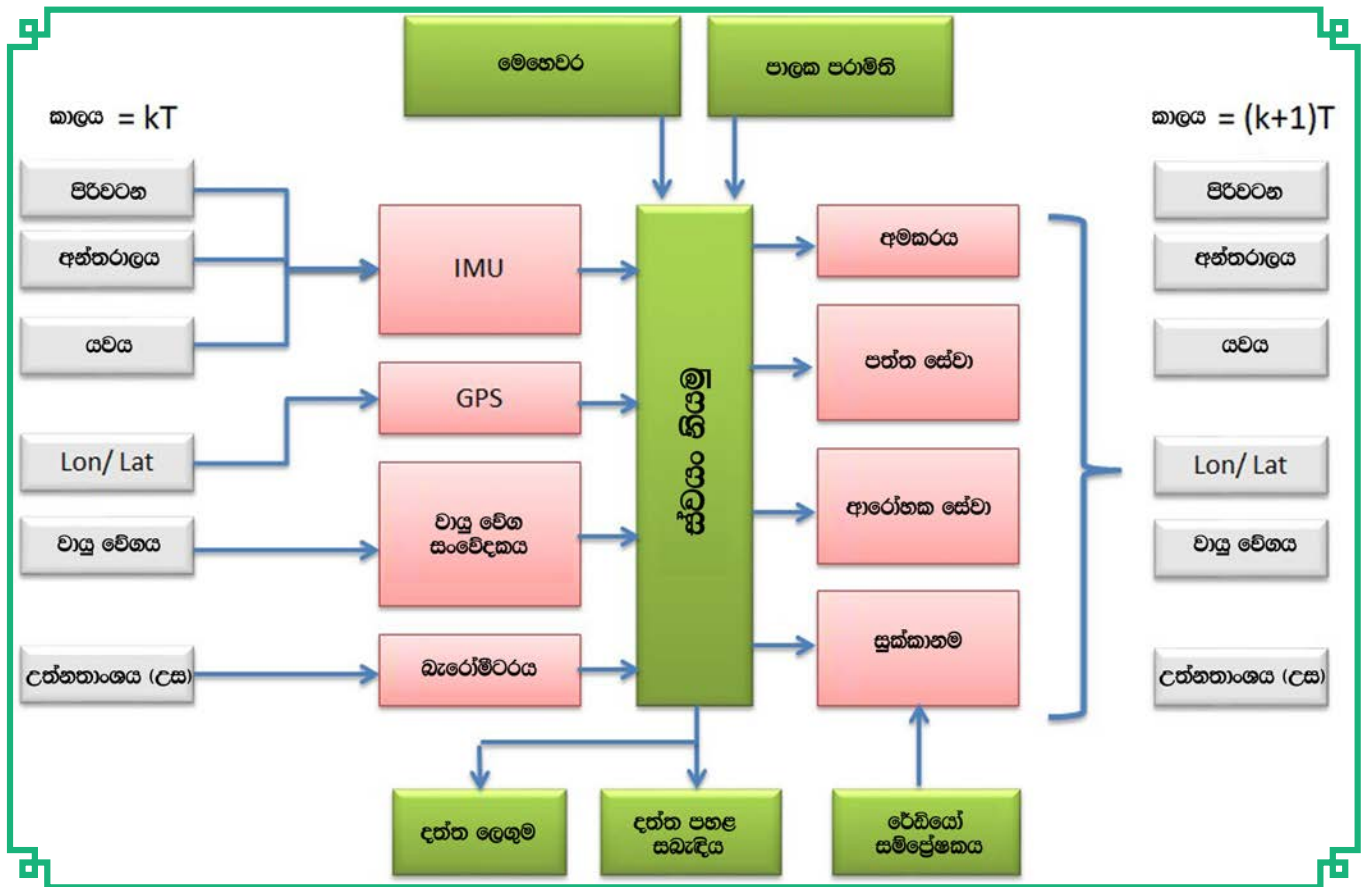 මෙහෙවර
පාලක පරාමිති
කාලය = kT
කාලය = (k+1)T
පිරිවටන
අන්තරාලය
යවය
Lon/ Lat
වායු වේගය
උත්නතාංශය (උස)
IMU
GPS
වායු වේග
සංවේදකය
බැරෝමීටරය
ස්වයං ගියමු
අමකරය
පත්ත සේවා
ආරෝහක සේවා
සුක්කානම
පිරිවටන
අන්තරාලය
යවය
Lon/ Lat
වායු වේගය
උත්නතාංශය (උස)
දත්ත ලෙගුම
දත්ත පහළ
සබැඳිය
රේඩියෝ
සම්ප්‍රේෂකය